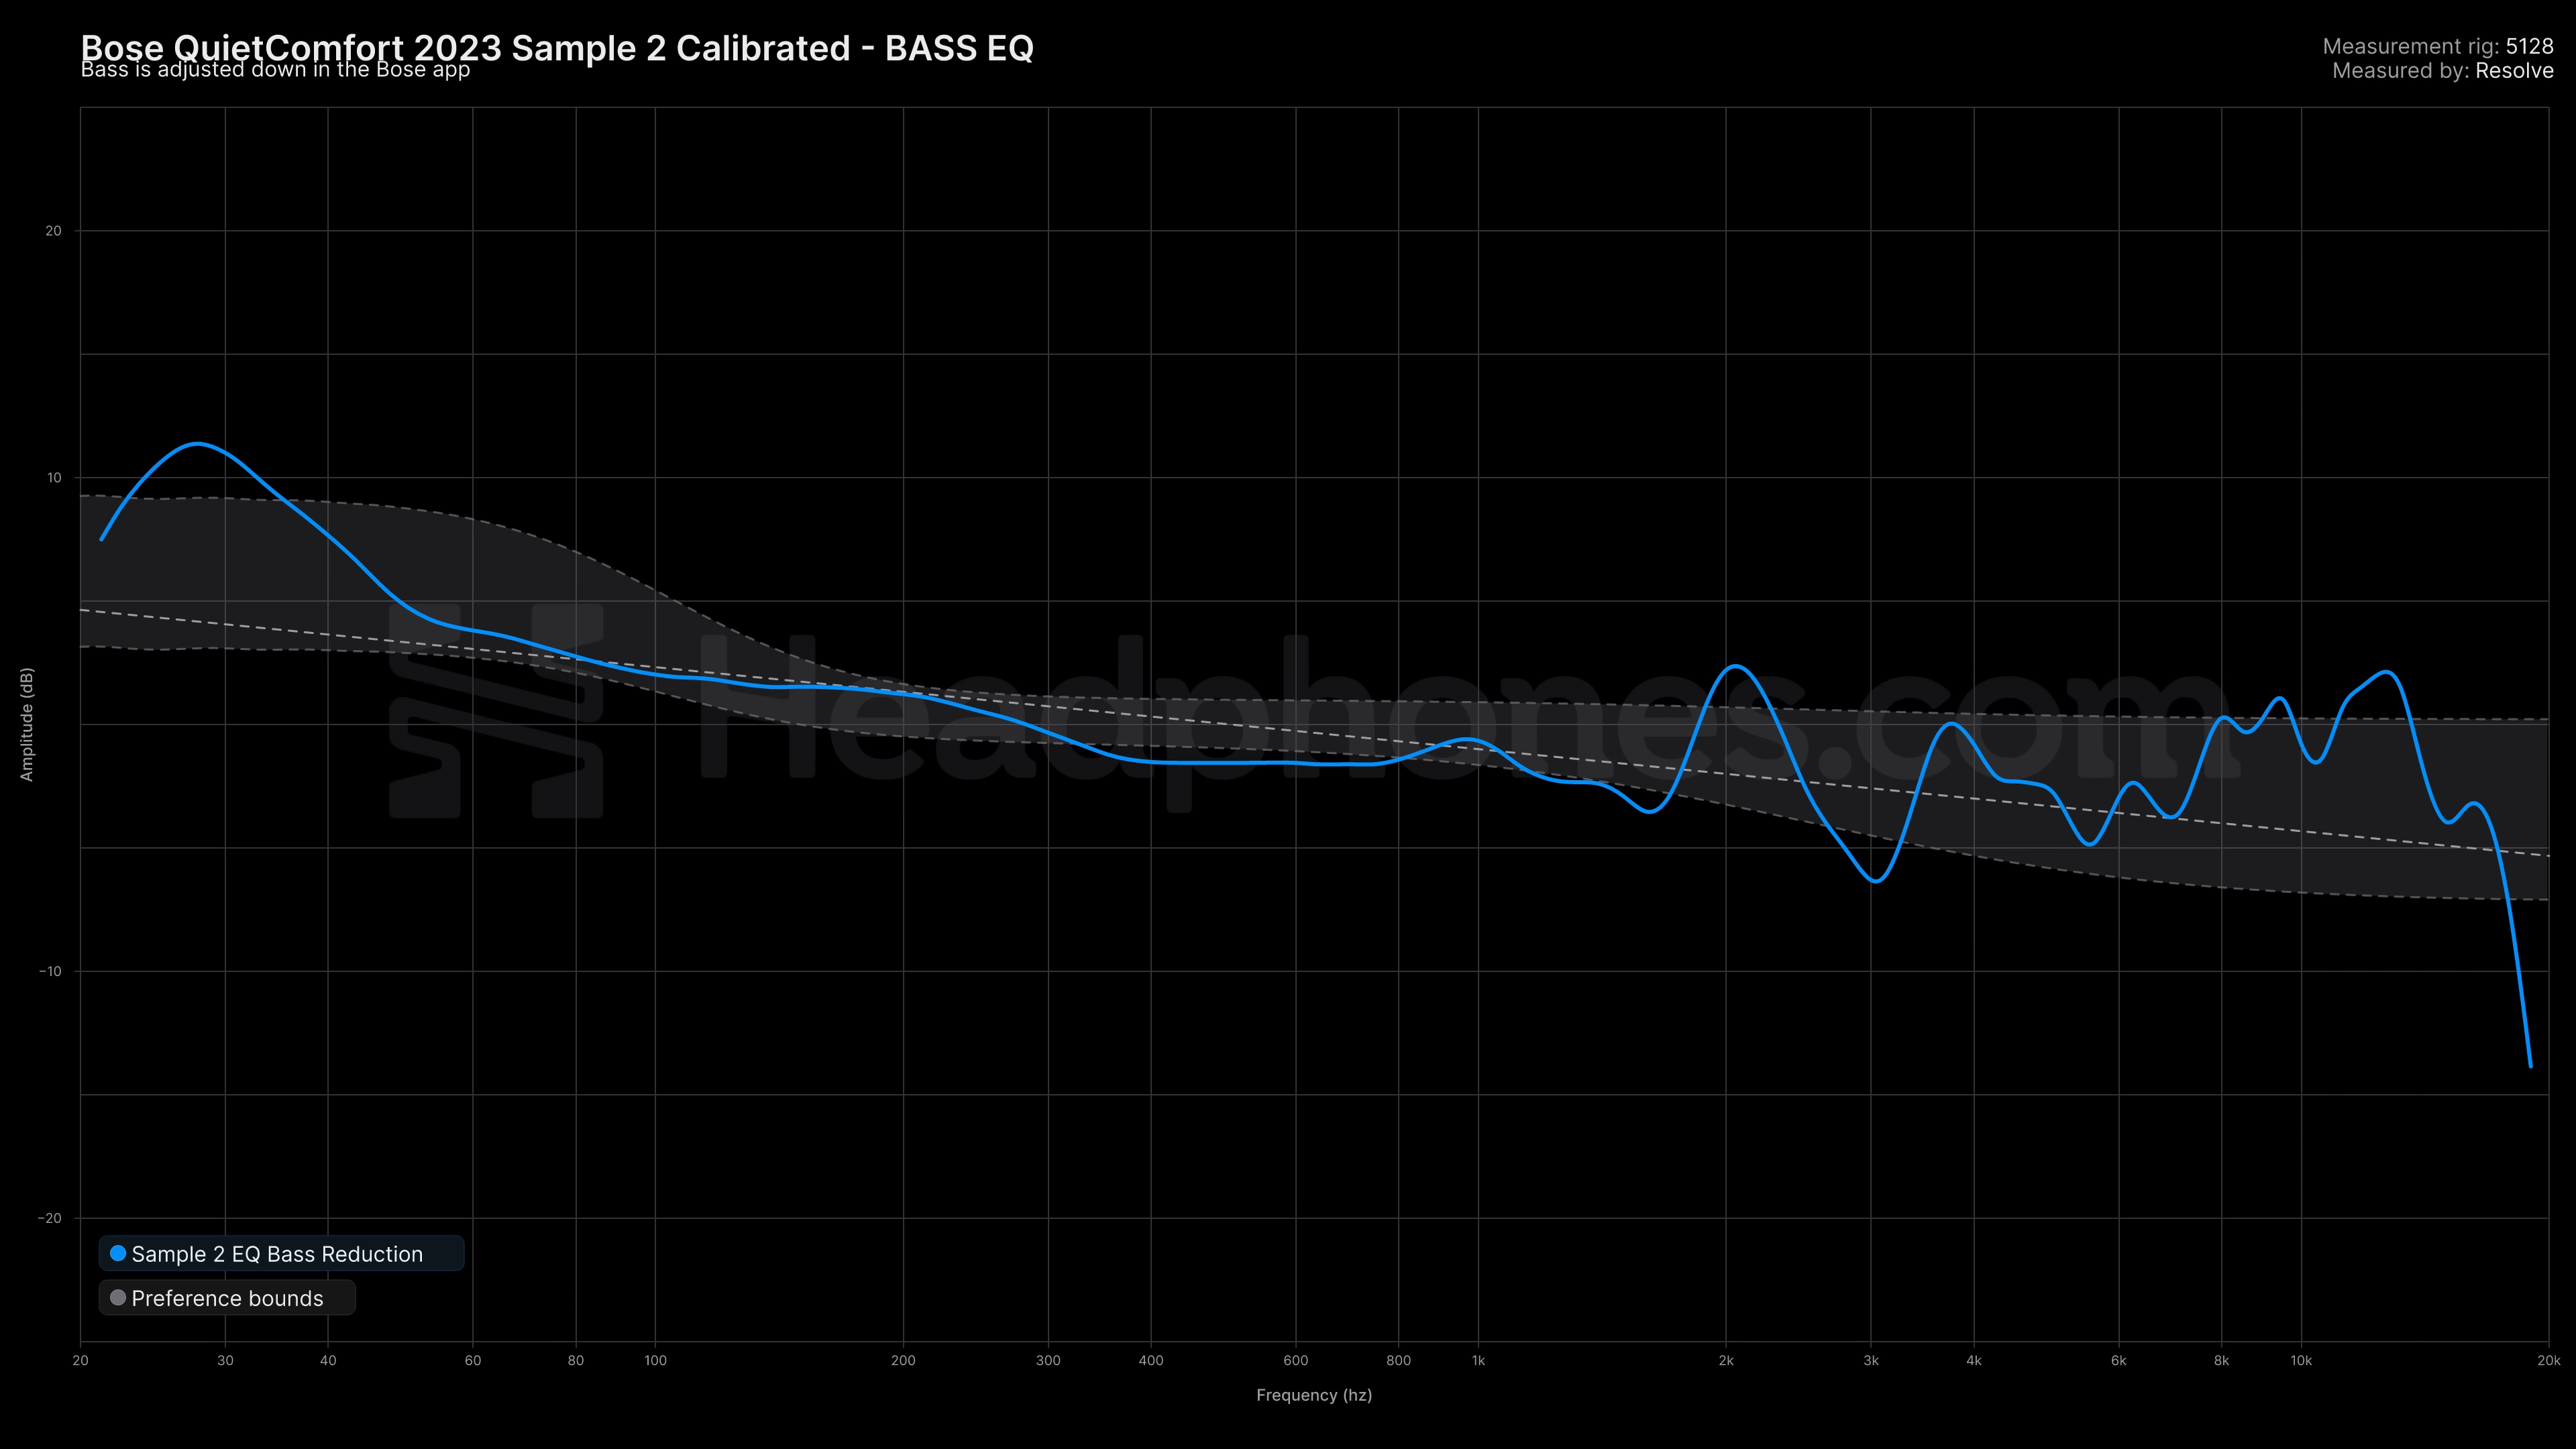 Bose QuietComfort 2023 Sample 2 Calibrated - BASS EQ
Bass is adjusted down in the Bose app
Measurement rig: 5128
Measured by: Resolve
20
10
−10
−20
Amplitude (dB)
Headphones.com
Sample 2 EQ Bass Reduction
Preference bounds
20 30 40 60 80 100 200 300 400 600 800 1k 2k 3k 4k 6k 8k 10k 20k
Frequency (hz)